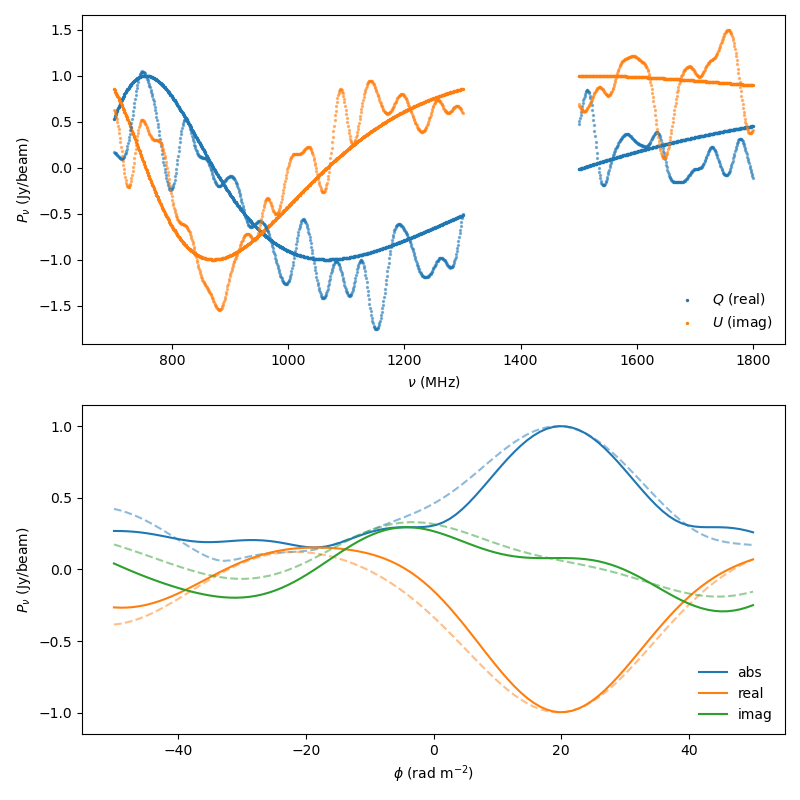 1.5
1.0
0.5
0.0
−0.5
−1.0
−1.5
P_ν (Jy/beam)
Q (real)
U (imag)
800 1000 1200 1400 1600 1800
ν (MHz)
1.0
0.5
0.0
−0.5
−1.0
P_ν (Jy/beam)
abs
real
imag
−40 −20 0 20 40
ϕ (rad m⁻²)